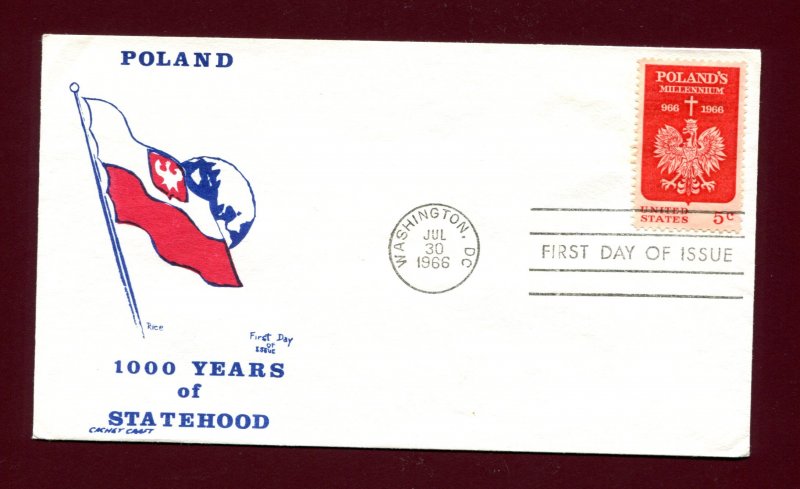 POLAND
Rice
First Day
OF
ISSUE
1000 YEARS
of
STATEHOOD
CACHET CRAFT
WASHINGTON, DC
JUL
30
1966
POLAND'S
MILLENNIUM
966 1966
UNITED
STATES 5c
FIRST DAY OF ISSUE